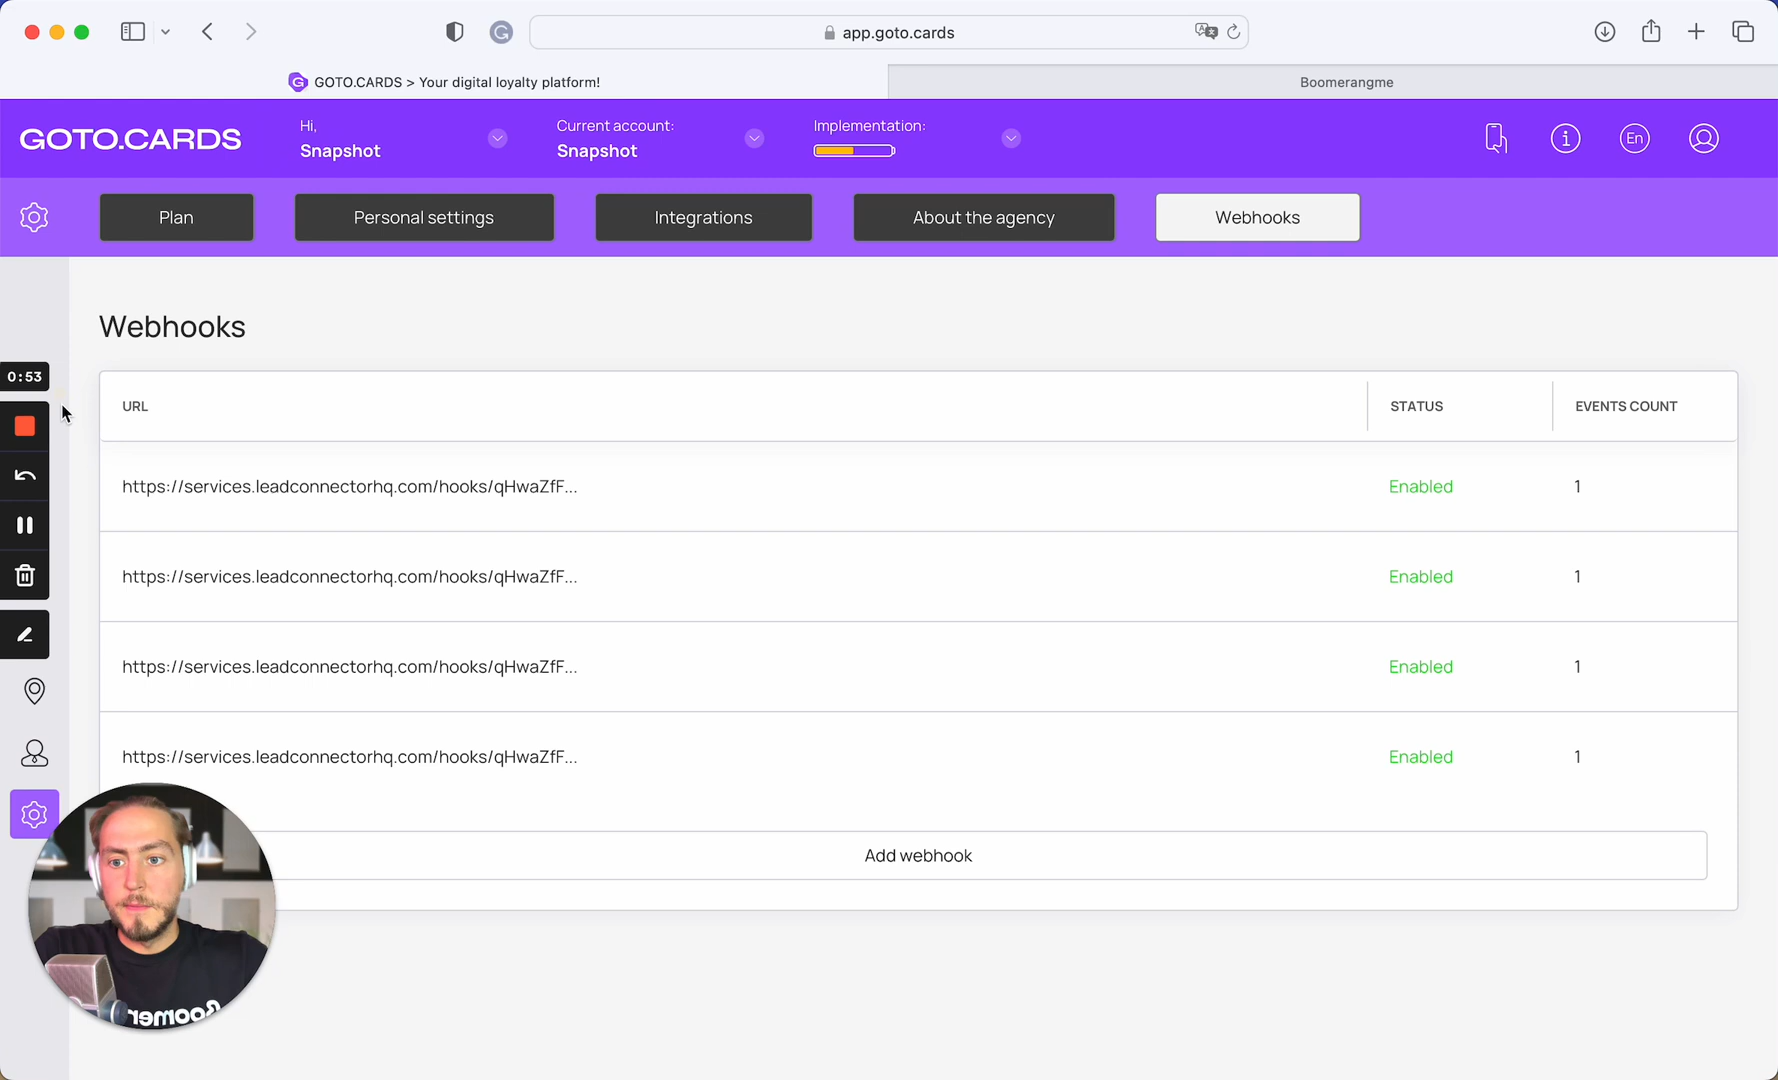 app.goto.cards
GOTO.CARDS > Your digital loyalty platform!
Boomerangme
GOTO.CARDS
Hi,
Snapshot
Current account:
Snapshot
Implementation:
En
Plan
Personal settings
Integrations
About the agency
Webhooks
Webhooks
0:53
URL
STATUS
EVENTS COUNT
https://services.leadconnectorhq.com/hooks/qHwaZfF...
Enabled
1
https://services.leadconnectorhq.com/hooks/qHwaZfF...
Enabled
1
https://services.leadconnectorhq.com/hooks/qHwaZfF...
Enabled
1
https://services.leadconnectorhq.com/hooks/qHwaZfF...
Enabled
1
Add webhook
Boomer